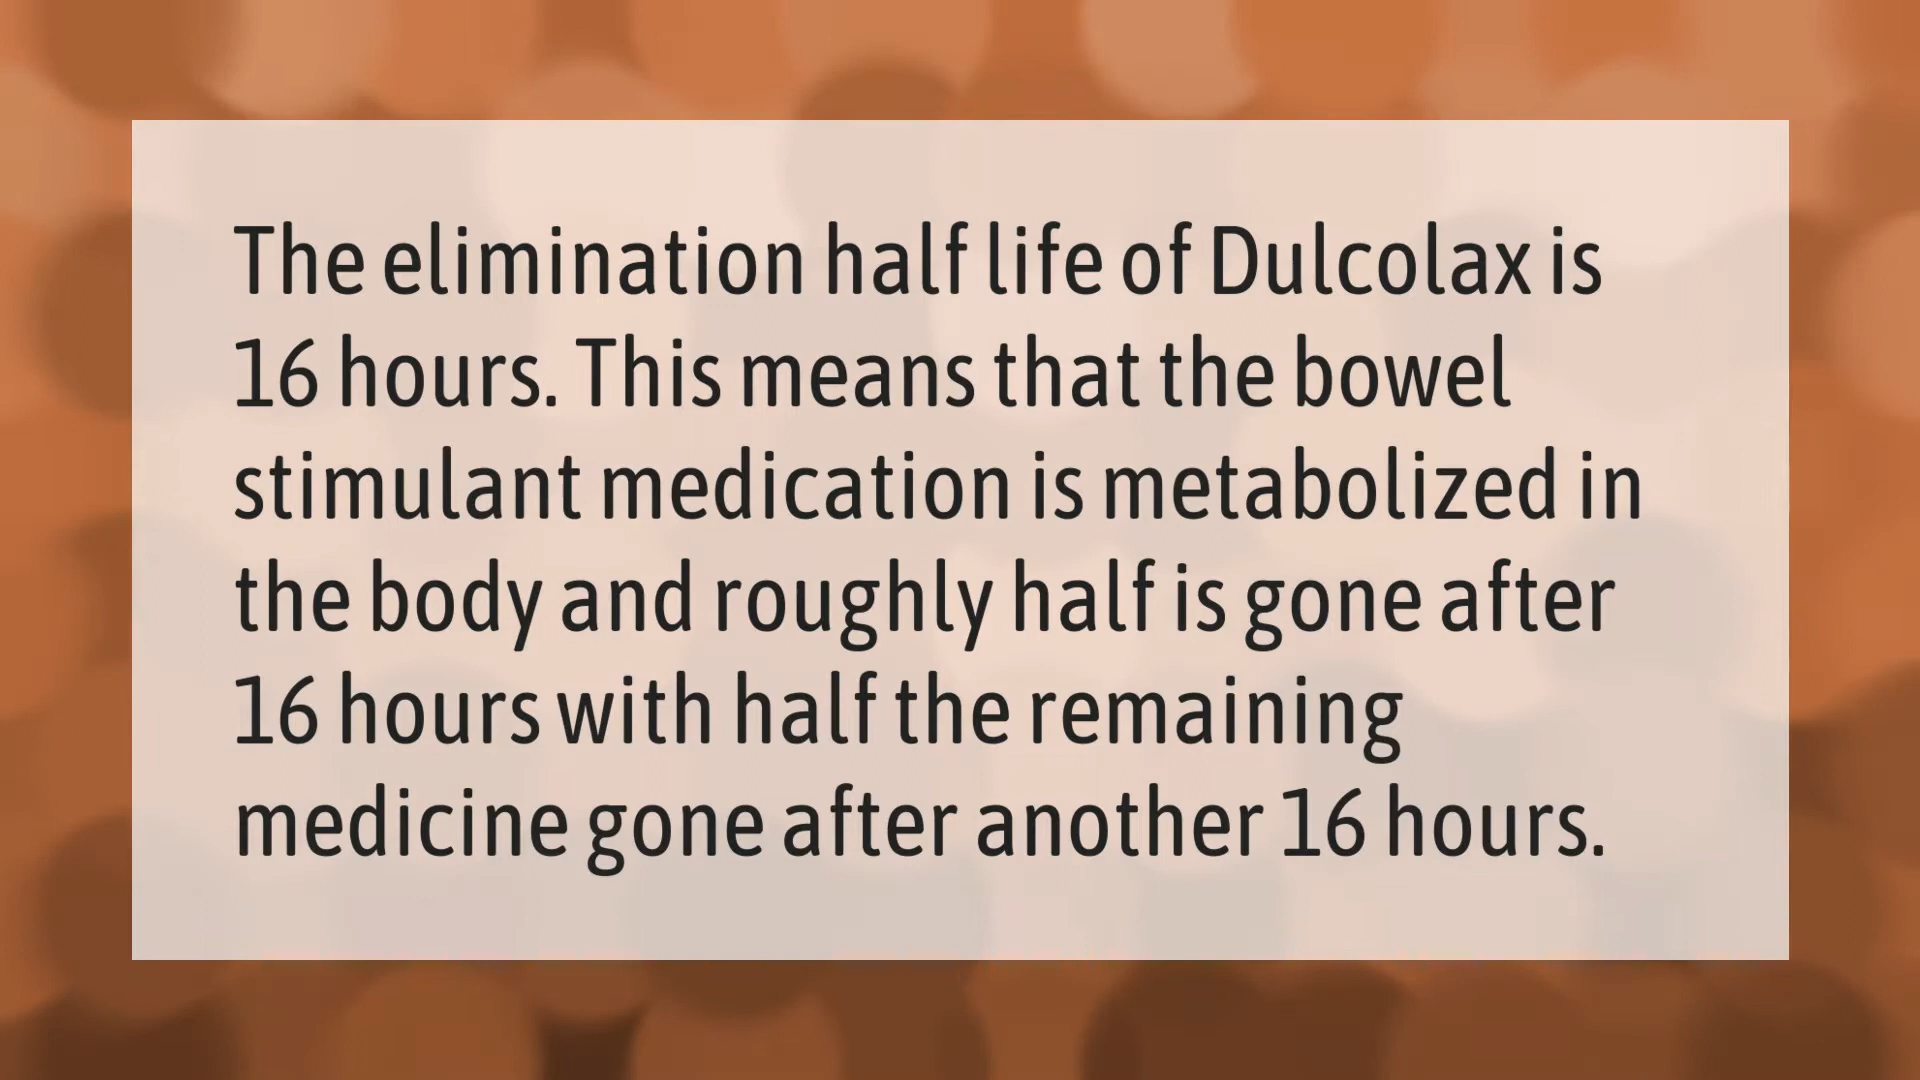 The elimination half life of Dulcolax is
16 hours. This means that the bowel
stimulant medication is metabolized in
the body and roughly half is gone after
16 hours with half the remaining
medicine gone after another 16 hours.